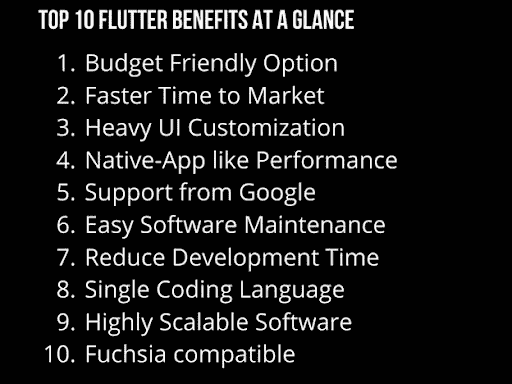 TOP 10 FLUTTER BENEFITS AT A GLANCE
1. Budget Friendly Option
2. Faster Time to Market
3. Heavy UI Customization
4. Native-App like Performance
5. Support from Google
6. Easy Software Maintenance
7. Reduce Development Time
8. Single Coding Language
9. Highly Scalable Software
10. Fuchsia compatible